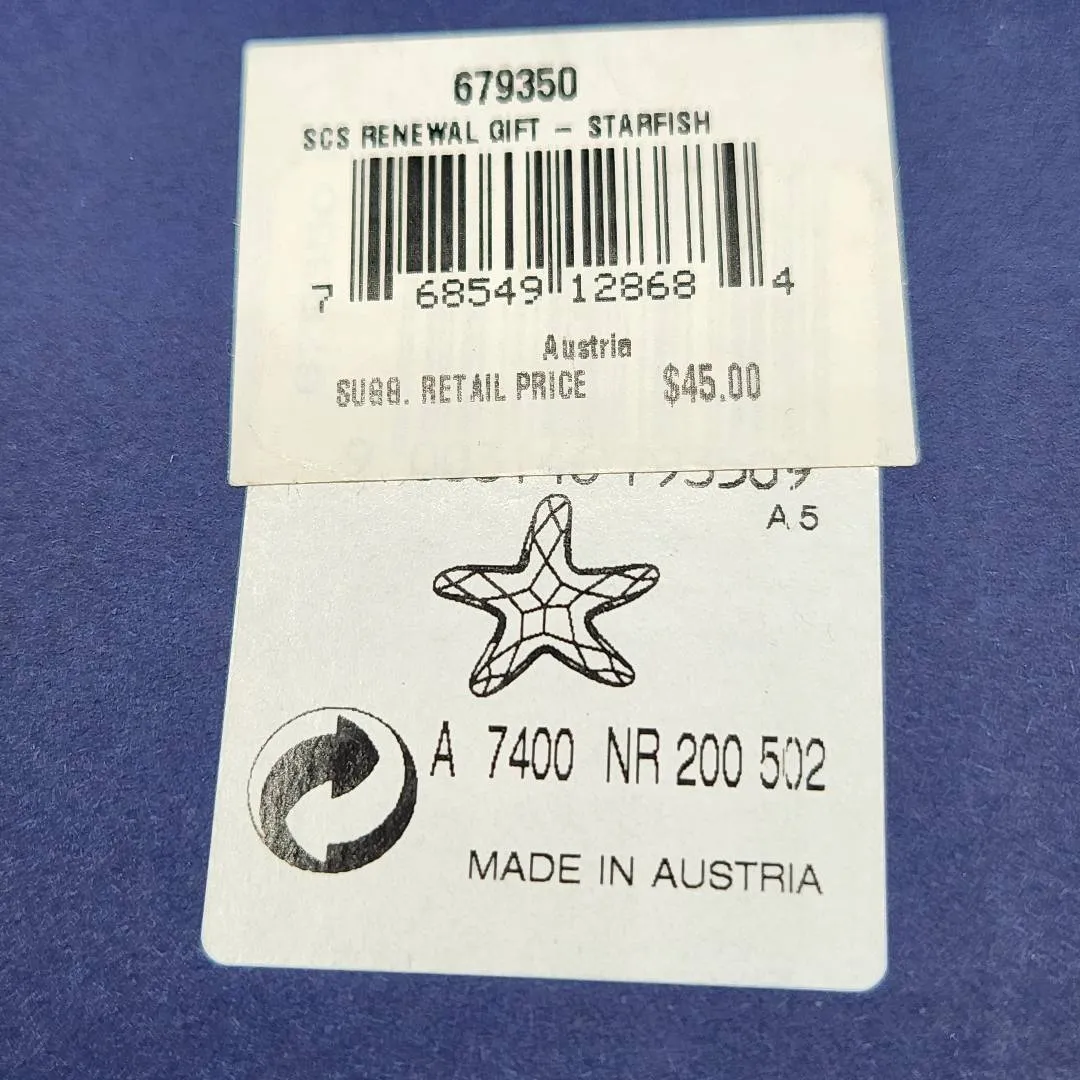 679350
SCS RENEWAL GIFT – STARFISH
7 68549 12868 4
Austria
SUGG. RETAIL PRICE $45.00
A 5
A 7400 NR 200 502
MADE IN AUSTRIA